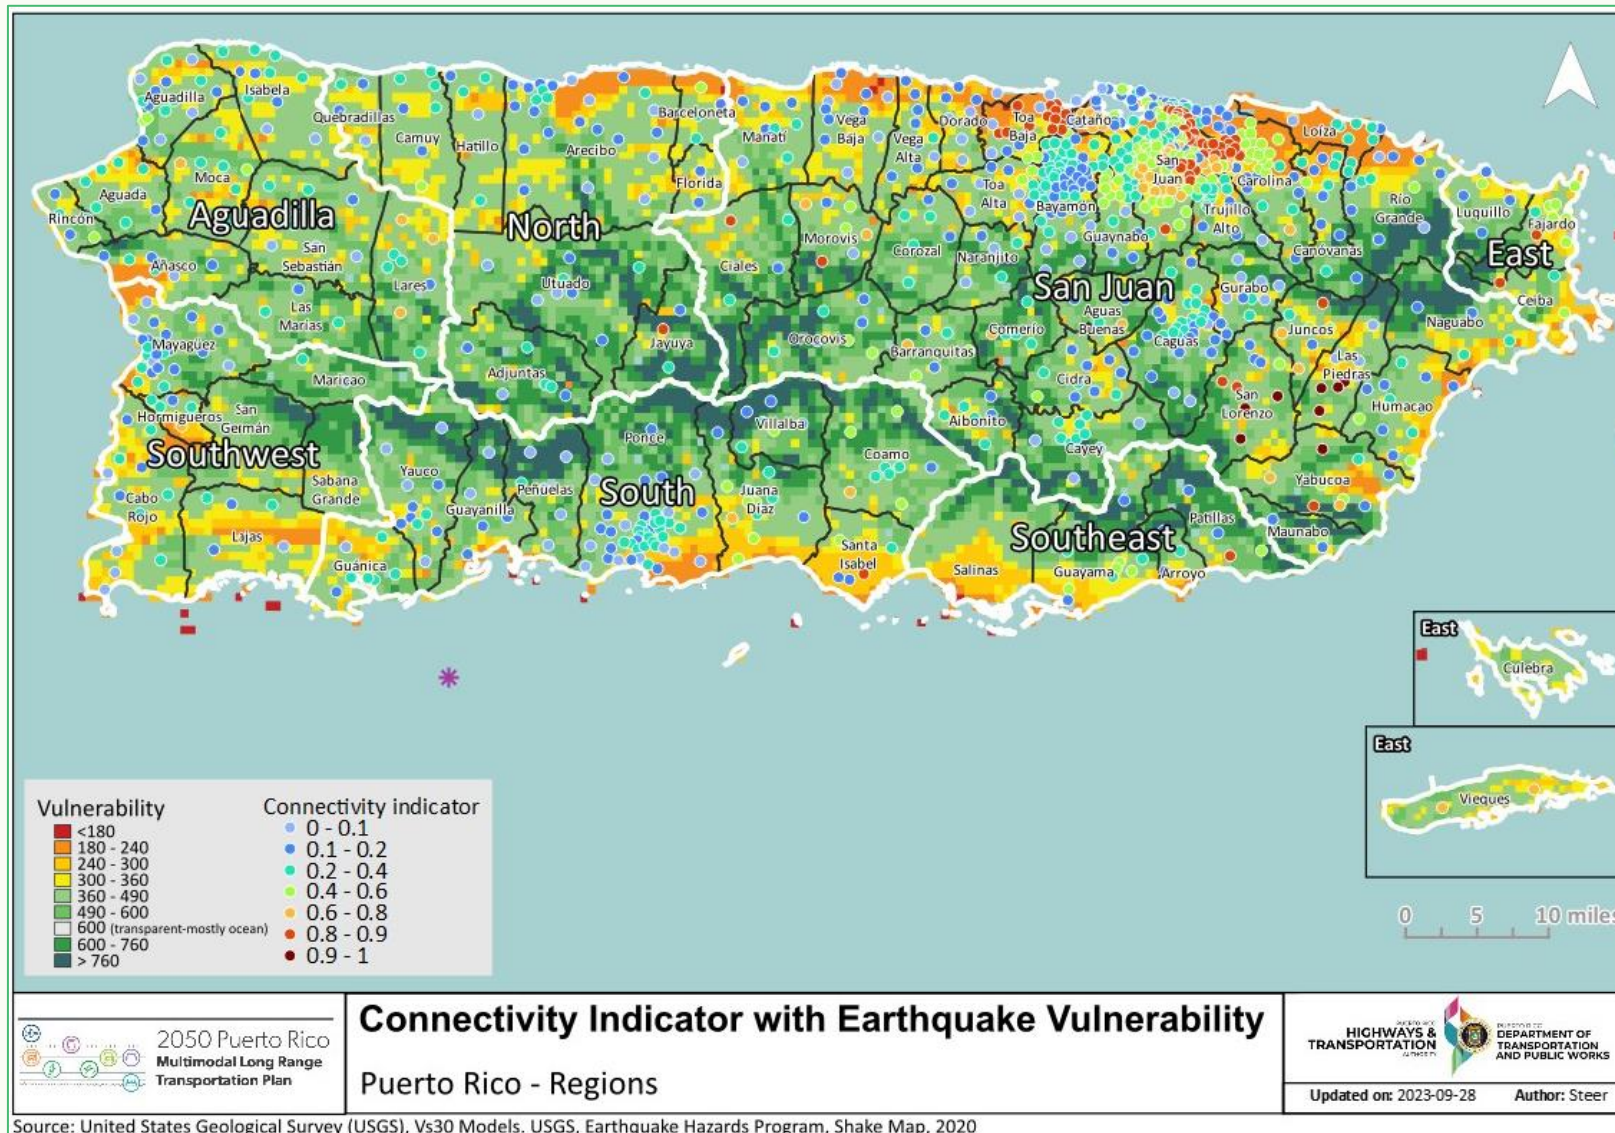 Aguadilla
Isabela
Quebradillas
Camuy
Hatillo
Arecibo
Barceloneta
Manatí
Vega
Baja
Vega
Alta
Dorado
Toa
Baja
Cataño
San
Juan
Carolina
Loíza
Moca
Aguada
Rincón
Aguadilla
North
Florida
Toa
Alta
Bayamón
Guaynabo
Trujillo
Alto
Canóvanas
Río
Grande
Luquillo
Fajardo
East
Ceiba
Añasco
San
Sebastián
Lares
Utuado
Ciales
Morovis
Corozal
Naranjito
San Juan
Gurabo
Naguabo
Las
Marías
Mayagüez
Jayuya
Orocovis
Barranquitas
Comerío
Aguas
Buenas
Caguas
Juncos
Las
Piedras
Maricao
Adjuntas
Cidra
San
Lorenzo
Humacao
Hormigueros
San
Germán
Southwest
Sabana
Grande
Yauco
Ponce
Villalba
Aibonito
Cayey
Coamo
Yabucoa
Cabo
Rojo
Guayanilla
Peñuelas
South
Juana
Díaz
Patillas
Maunabo
Lajas
Guánica
Santa
Isabel
Southeast
Salinas
Guayama
Arroyo
East
Culebra
East
Vieques
0 5 10 miles
Vulnerability
<180
180 - 240
240 - 300
300 - 360
360 - 490
490 - 600
600 (transparent-mostly ocean)
600 - 760
> 760
Connectivity indicator
0 - 0.1
0.1 - 0.2
0.2 - 0.4
0.4 - 0.6
0.6 - 0.8
0.8 - 0.9
0.9 - 1
2050 Puerto Rico
Multimodal Long Range
Transportation Plan
Connectivity Indicator with Earthquake Vulnerability
Puerto Rico - Regions
PUERTO RICO
HIGHWAYS &
TRANSPORTATION
AUTHORITY
PUERTO RICO
DEPARTMENT OF
TRANSPORTATION
AND PUBLIC WORKS
Updated on: 2023-09-28 Author: Steer
Source: United States Geological Survey (USGS), Vs30 Models. USGS, Earthquake Hazards Program, Shake Map, 2020